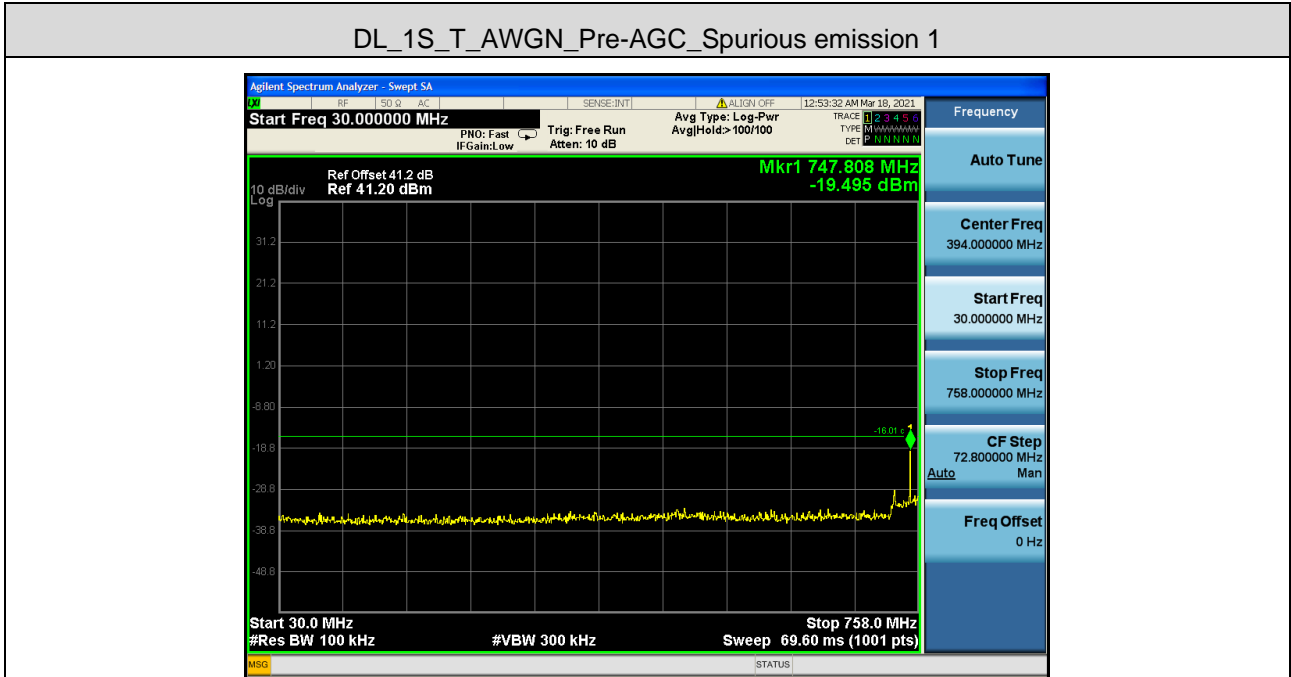 DL_1S_T_AWGN_Pre-AGC_Spurious emission 1
Agilent Spectrum Analyzer - Swept SA
LXI RF 50 Ω AC SENSE:INT ALIGN OFF 12:53:32 AM Mar 18, 2021
Start Freq 30.000000 MHz
PNO: Fast
IFGain:Low
Trig: Free Run
Atten: 10 dB
Avg Type: Log-Pwr
Avg|Hold:>100/100
TRACE 1 2 3 4 5 6
TYPE M
DET P N N N N N
Ref Offset 41.2 dB
10 dB/div Ref 41.20 dBm
Log
Mkr1 747.808 MHz
-19.495 dBm
31.2
21.2
11.2
1.20
-8.80
-18.8
-28.8
-38.8
-48.8
-16.01 c
1
Start 30.0 MHz Stop 758.0 MHz
#Res BW 100 kHz #VBW 300 kHz Sweep 69.60 ms (1001 pts)
MSG STATUS
Frequency
Auto Tune
Center Freq
394.000000 MHz
Start Freq
30.000000 MHz
Stop Freq
758.000000 MHz
CF Step
72.800000 MHz
Auto Man
Freq Offset
0 Hz